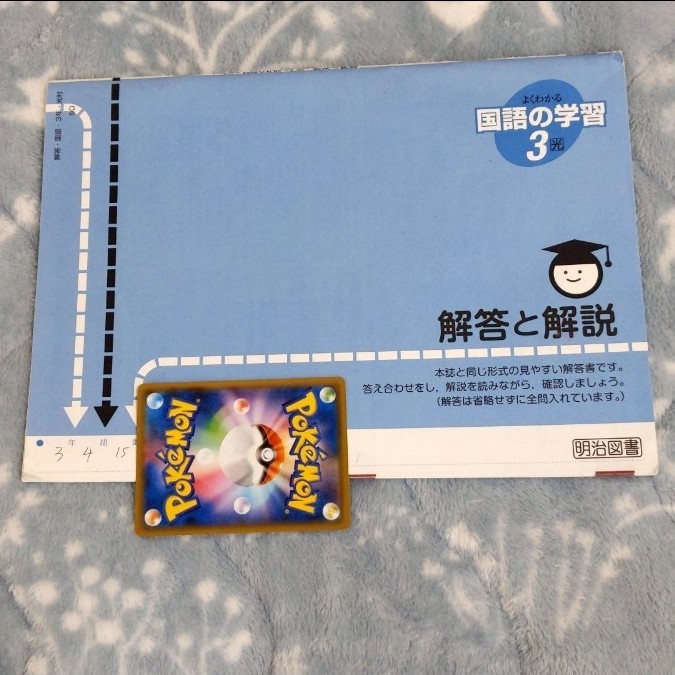 よくわかる
国語の学習
3 光
解答と解説
本誌と同じ形式の見やすい解答書です。
答え合わせをし,解説を読みながら,確認しましょう。
(解答は省略せずに全問入れています。)
明治図書
3年 4組 15
POKÉMON
POKÉMON